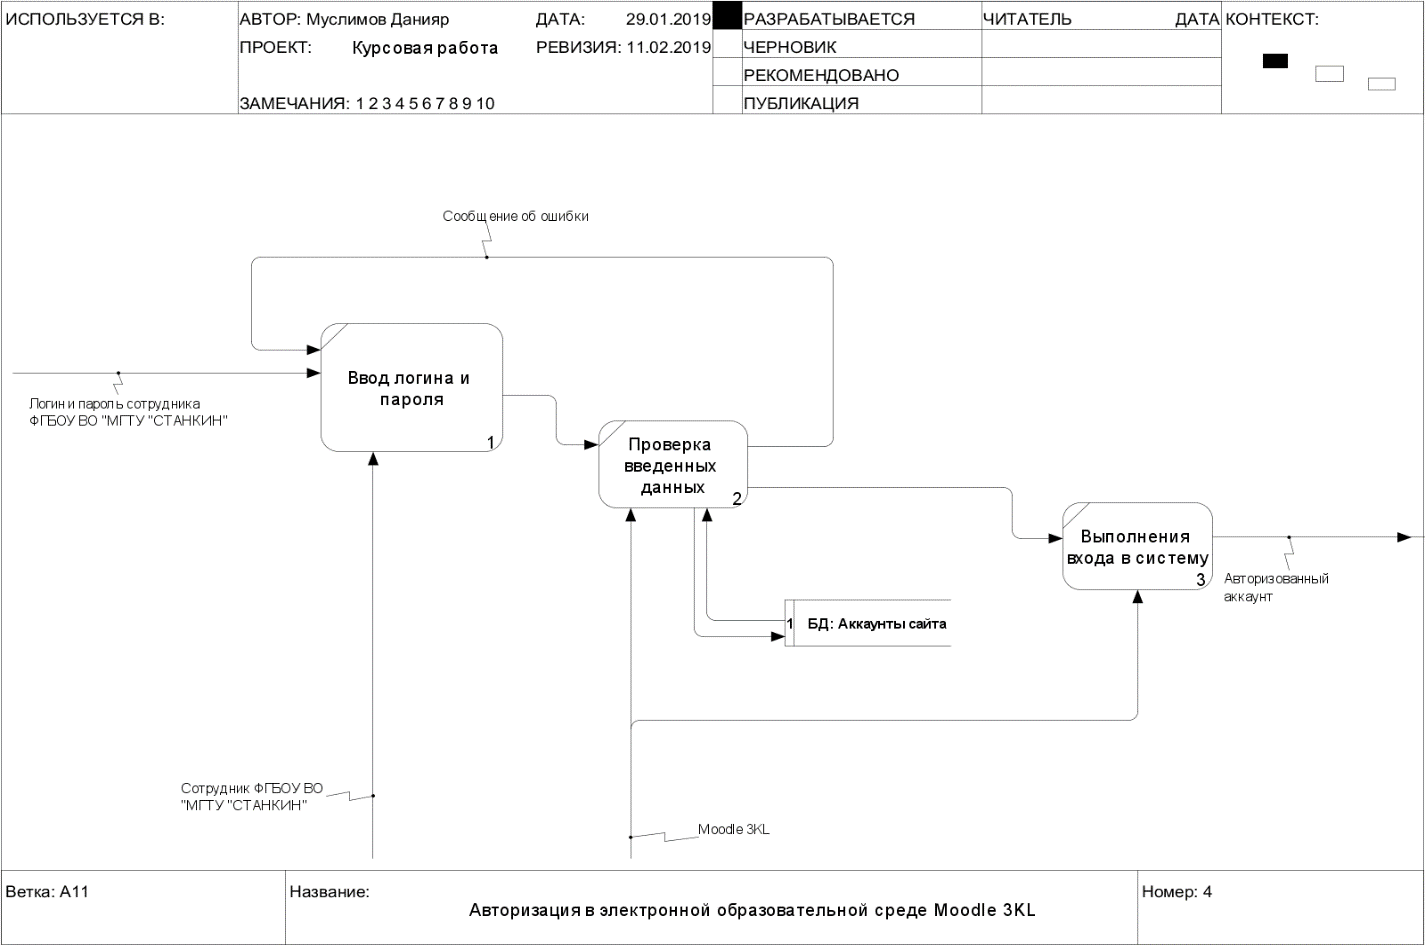 ИСПОЛЬЗУЕТСЯ В:
АВТОР: Муслимов Данияр
ДАТА: 29.01.2019
ПРОЕКТ: Курсовая работа
РЕВИЗИЯ: 11.02.2019
ЗАМЕЧАНИЯ: 1 2 3 4 5 6 7 8 9 10
РАЗРАБАТЫВАЕТСЯ
ЧЕРНОВИК
РЕКОМЕНДОВАНО
ПУБЛИКАЦИЯ
ЧИТАТЕЛЬ ДАТА
КОНТЕКСТ:
Сообщение об ошибки
Логин и пароль сотрудника
ФГБОУ ВО "МГТУ "СТАНКИН"
Ввод логина и
пароля
1
Проверка
введенных
данных
2
Выполнения
входа в систему
3
Авторизованный
аккаунт
1 БД: Аккаунты сайта
Сотрудник ФГБОУ ВО
"МГТУ "СТАНКИН"
Moodle 3KL
Ветка: A11
Название:
Авторизация в электронной образовательной среде Moodle 3KL
Номер: 4